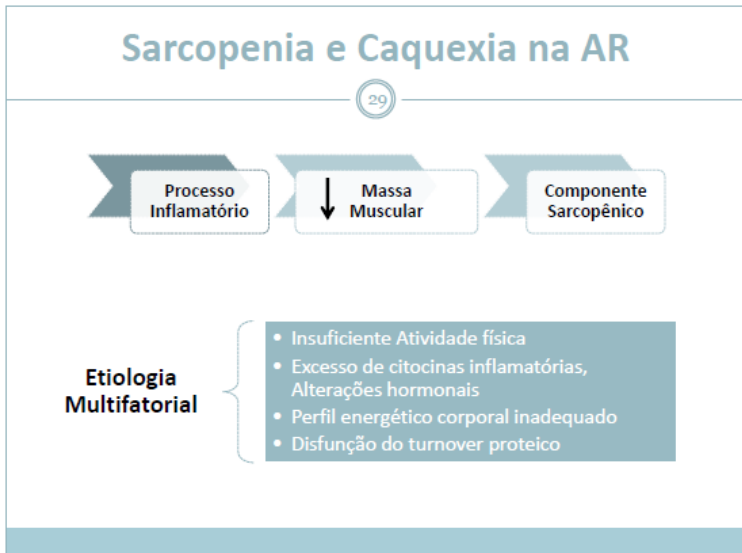 Sarcopenia e Caquexia na AR
29
Processo
Inflamatório
Massa
Muscular
Componente
Sarcopênico
Etiologia
Multifatorial
• Insuficiente Atividade física
• Excesso de citocinas inflamatórias,
Alterações hormonais
• Perfil energético corporal inadequado
• Disfunção do turnover proteico